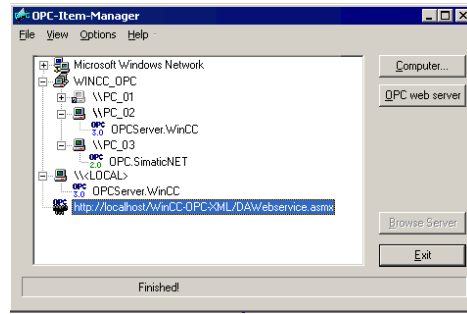 OPC-Item-Manager
File View Options Help
Microsoft Windows Network
WINCC_OPC
\\PC_01
\\PC_02
OPC 3.0 OPCServer.WinCC
\\PC_03
OPC 2.0 OPC.SimaticNET
\\<LOCAL>
OPC 3.0 OPCServer.WinCC
OPC http://localhost/WinCC-OPC-XML/DAWebservice.asmx
Computer...
OPC web server
Browse Server
Exit
Finished!